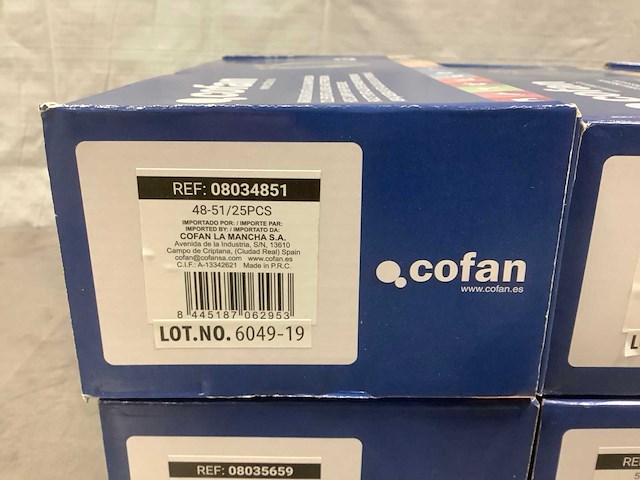 cofan
REF: 08034851
48-51/25PCS
IMPORTADO POR: / IMPORTE PAR:
IMPORTED BY: / IMPORTATO DA:
COFAN LA MANCHA S.A.
Avenida de la Industria, S/N, 13610
Campo de Criptana, (Ciudad Real) Spain
cofan@cofansa.com www.cofan.es
C.I.F.: A-13342621 Made in P.R.C.
8 445187 062953
LOT.NO. 6049-19
cofan
www.cofan.es
REF: 08035659